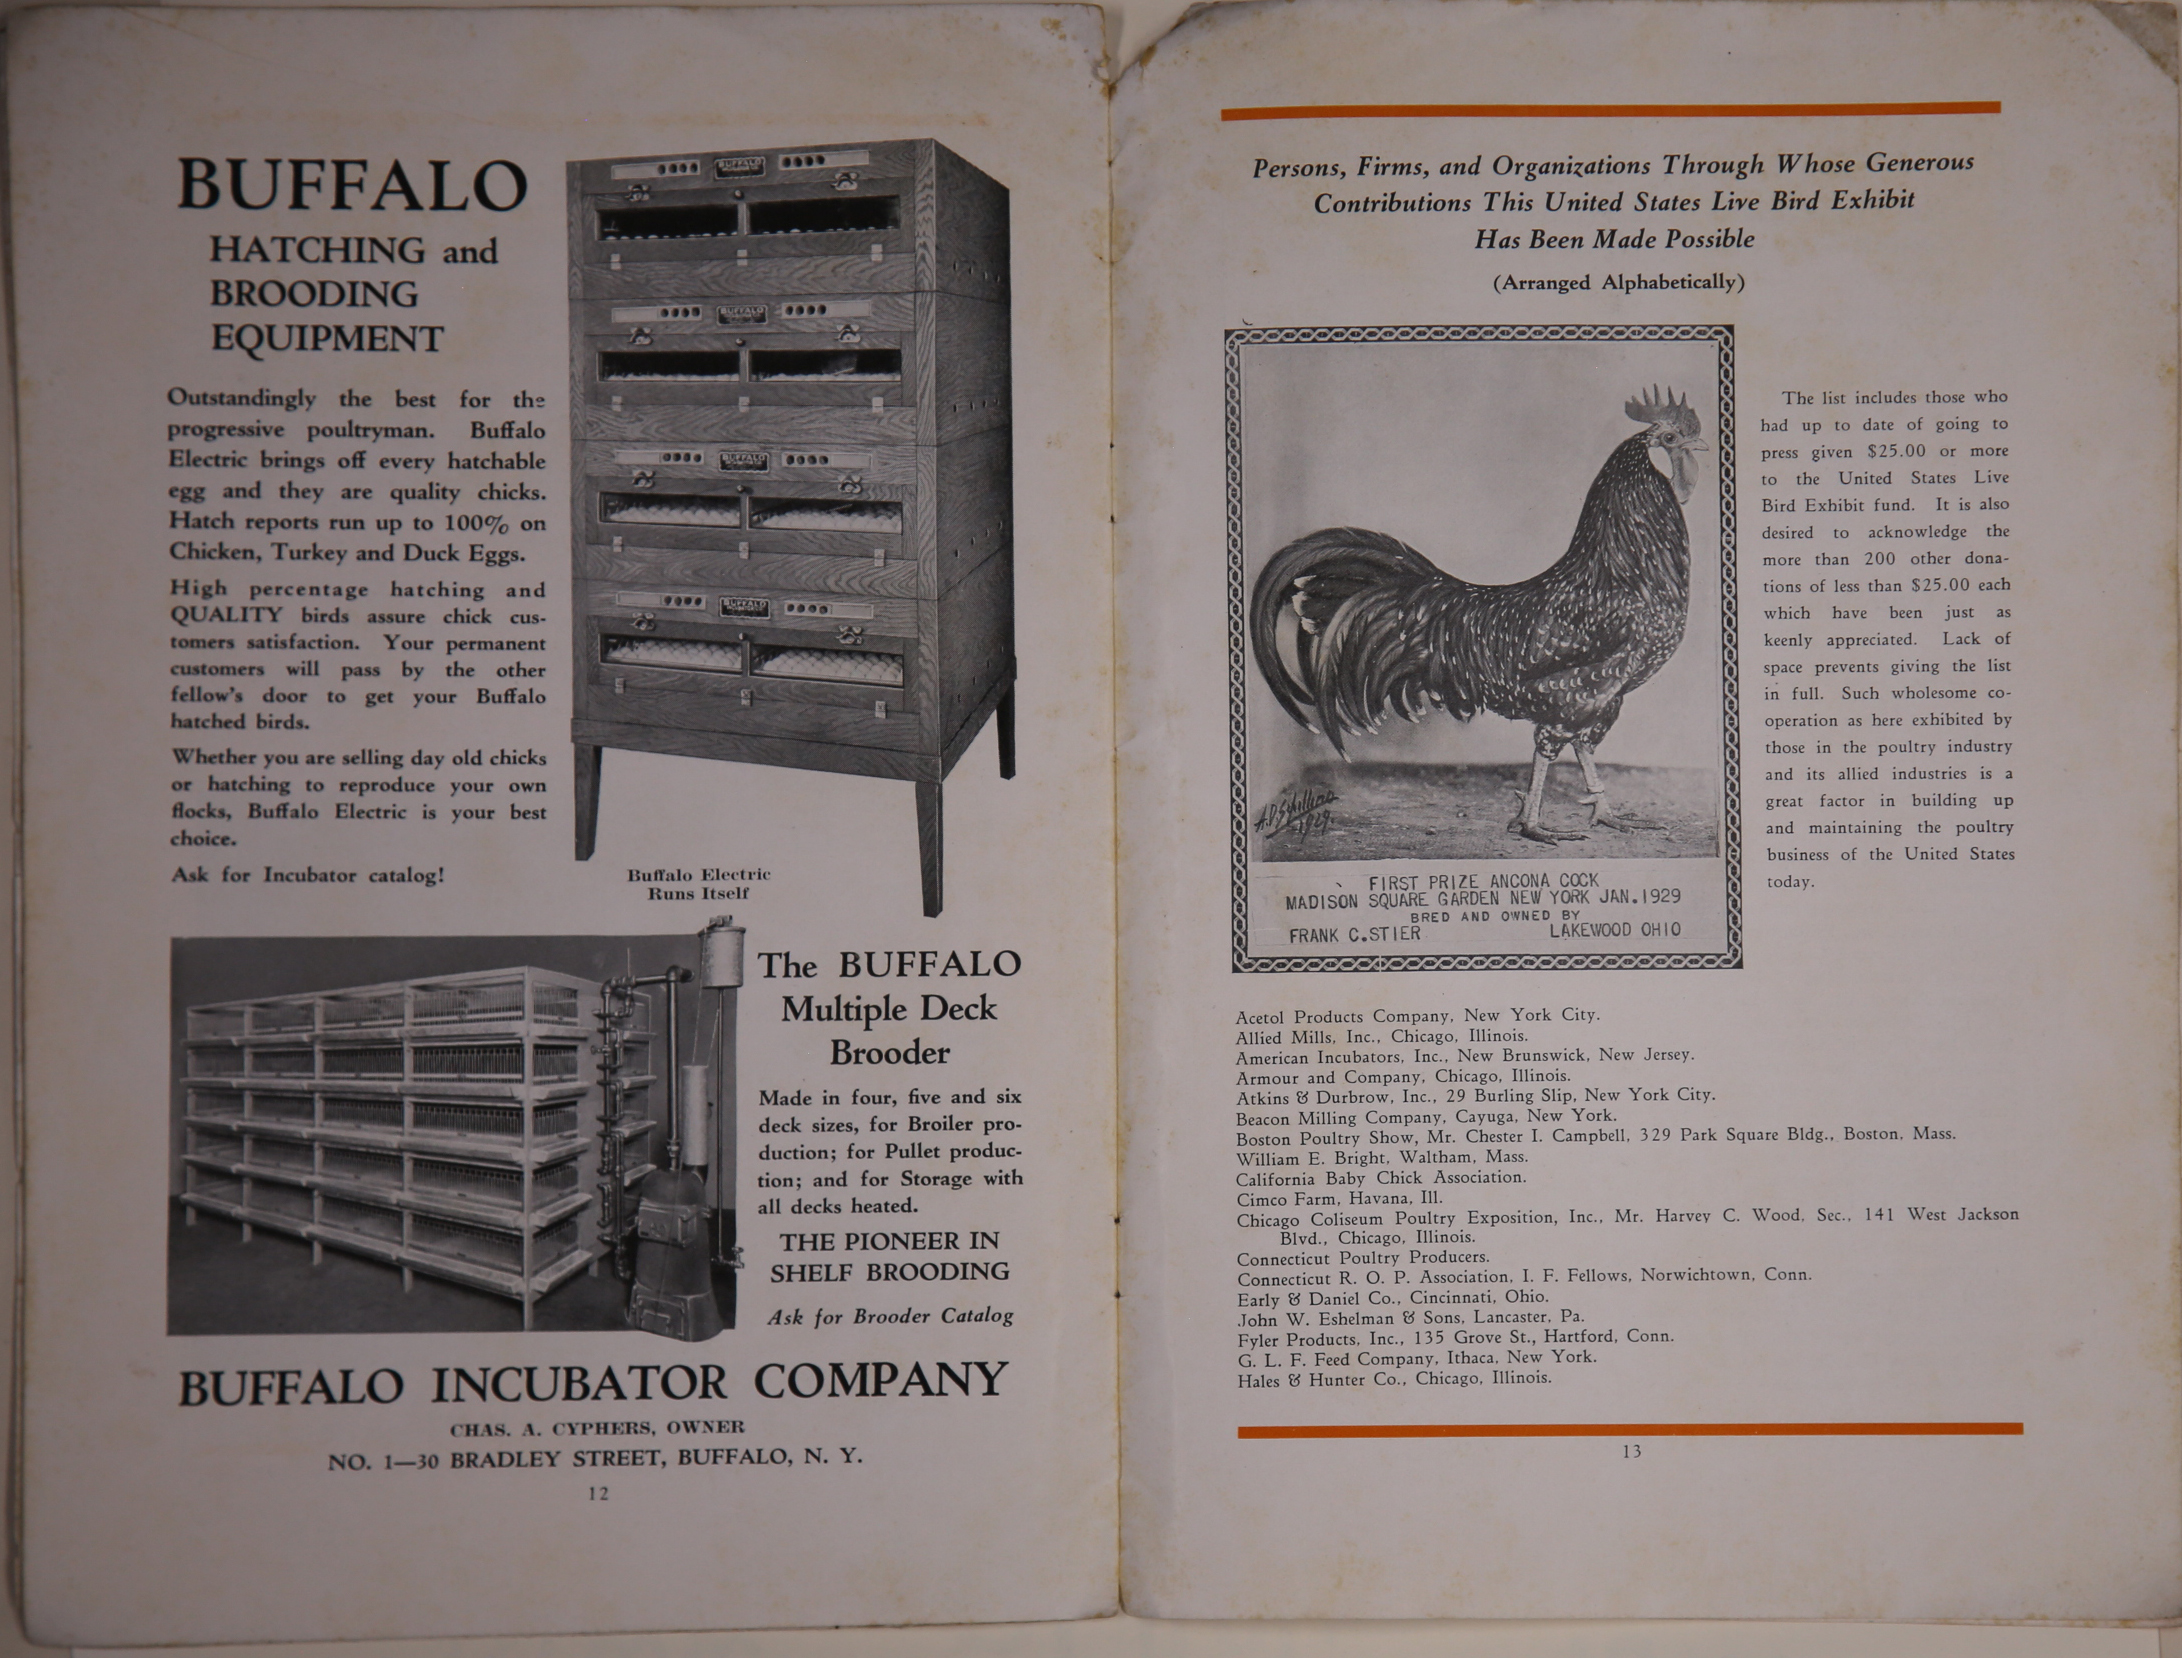 BUFFALO
HATCHING and
BROODING
EQUIPMENT
Outstandingly the best for the
progressive poultryman. Buffalo
Electric brings off every hatchable
egg and they are quality chicks.
Hatch reports run up to 100% on
Chicken, Turkey and Duck Eggs.
High percentage hatching and
QUALITY birds assure chick cus-
tomers satisfaction. Your permanent
customers will pass by the other
fellow's door to get your Buffalo
hatched birds.
Whether you are selling day old chicks
or hatching to reproduce your own
flocks, Buffalo Electric is your best
choice.
Ask for Incubator catalog!
BUFFALO
BUFFALO
BUFFALO
BUFFALO
Buffalo Electric
Runs Itself
The BUFFALO
Multiple Deck
Brooder
Made in four, five and six
deck sizes, for Broiler pro-
duction; for Pullet produc-
tion; and for Storage with
all decks heated.
THE PIONEER IN
SHELF BROODING
Ask for Brooder Catalog
BUFFALO INCUBATOR COMPANY
CHAS. A. CYPHERS, OWNER
NO. 1—30 BRADLEY STREET, BUFFALO, N. Y.
12
Persons, Firms, and Organizations Through Whose Generous
Contributions This United States Live Bird Exhibit
Has Been Made Possible
(Arranged Alphabetically)
A.O. Schilling
1929.
FIRST PRIZE ANCONA COCK
MADISON SQUARE GARDEN NEW YORK JAN. 1929
BRED AND OWNED BY
FRANK C. STIER LAKEWOOD OHIO
The list includes those who
had up to date of going to
press given $25.00 or more
to the United States Live
Bird Exhibit fund. It is also
desired to acknowledge the
more than 200 other dona-
tions of less than $25.00 each
which have been just as
keenly appreciated. Lack of
space prevents giving the list
in full. Such wholesome co-
operation as here exhibited by
those in the poultry industry
and its allied industries is a
great factor in building up
and maintaining the poultry
business of the United States
today.
Acetol Products Company, New York City.
Allied Mills, Inc., Chicago, Illinois.
American Incubators, Inc., New Brunswick, New Jersey.
Armour and Company, Chicago, Illinois.
Atkins & Durbrow, Inc., 29 Burling Slip, New York City.
Beacon Milling Company, Cayuga, New York.
Boston Poultry Show, Mr. Chester I. Campbell, 329 Park Square Bldg., Boston, Mass.
William E. Bright, Waltham, Mass.
California Baby Chick Association.
Cimco Farm, Havana, Ill.
Chicago Coliseum Poultry Exposition, Inc., Mr. Harvey C. Wood, Sec., 141 West Jackson
Blvd., Chicago, Illinois.
Connecticut Poultry Producers.
Connecticut R. O. P. Association, I. F. Fellows, Norwichtown, Conn.
Early & Daniel Co., Cincinnati, Ohio.
John W. Eshelman & Sons, Lancaster, Pa.
Fyler Products, Inc., 135 Grove St., Hartford, Conn.
G. L. F. Feed Company, Ithaca, New York.
Hales & Hunter Co., Chicago, Illinois.
13